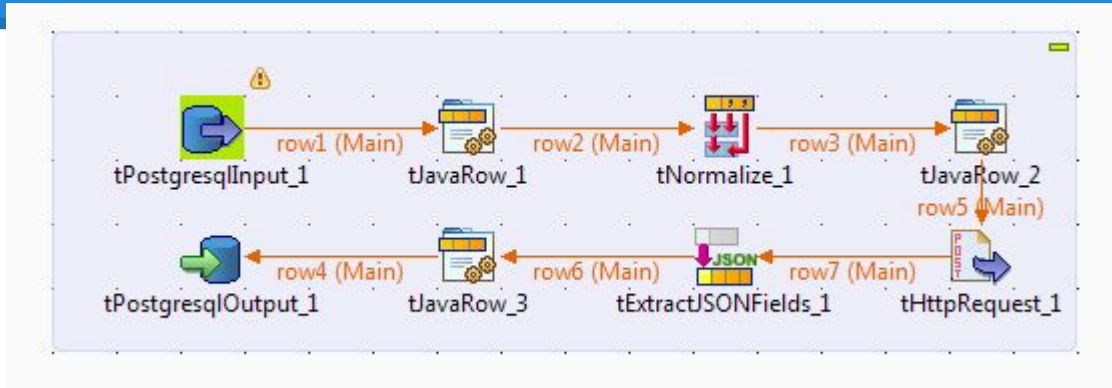 row1 (Main)
row2 (Main)
row3 (Main)
tPostgresqlInput_1
tJavaRow_1
tNormalize_1
tJavaRow_2
row5 (Main)
POST
JSON
row4 (Main)
row6 (Main)
row7 (Main)
tPostgresqlOutput_1
tJavaRow_3
tExtractJSONFields_1
tHttpRequest_1